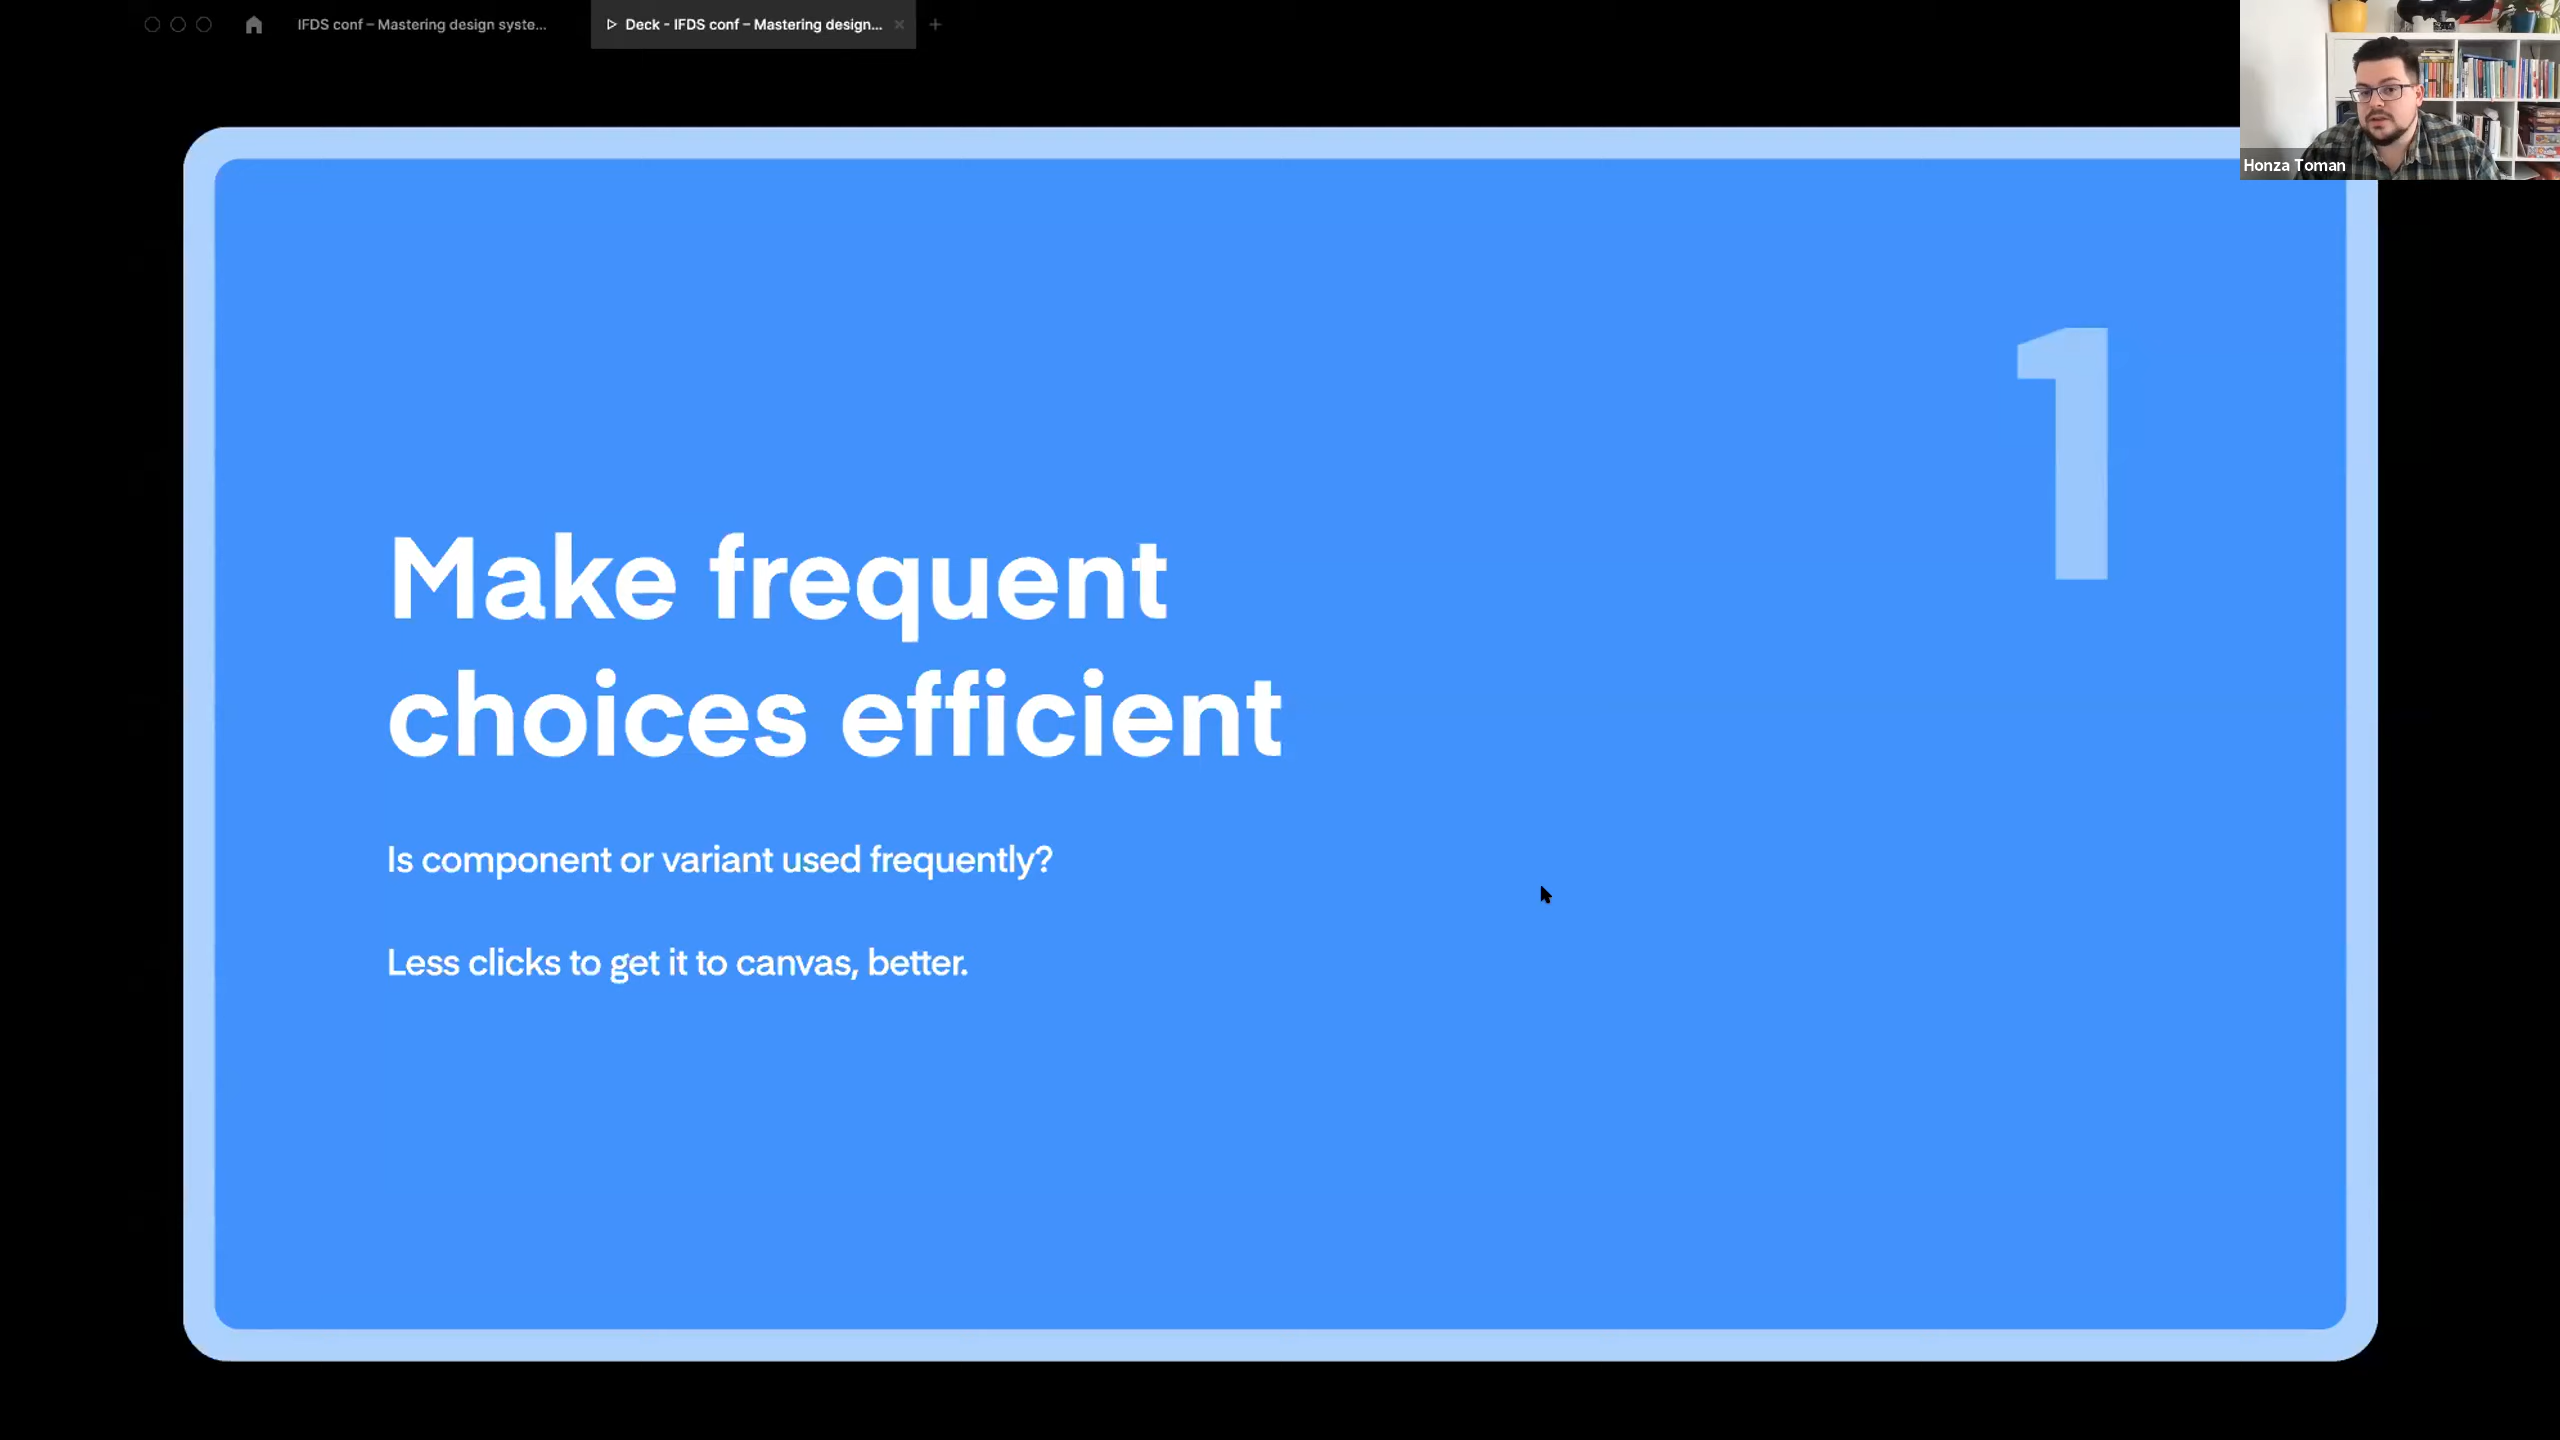 IFDS conf – Mastering design syste...
Deck - IFDS conf – Mastering design...
Honza Toman
1
Make frequent
choices efficient
Is component or variant used frequently?
Less clicks to get it to canvas, better.